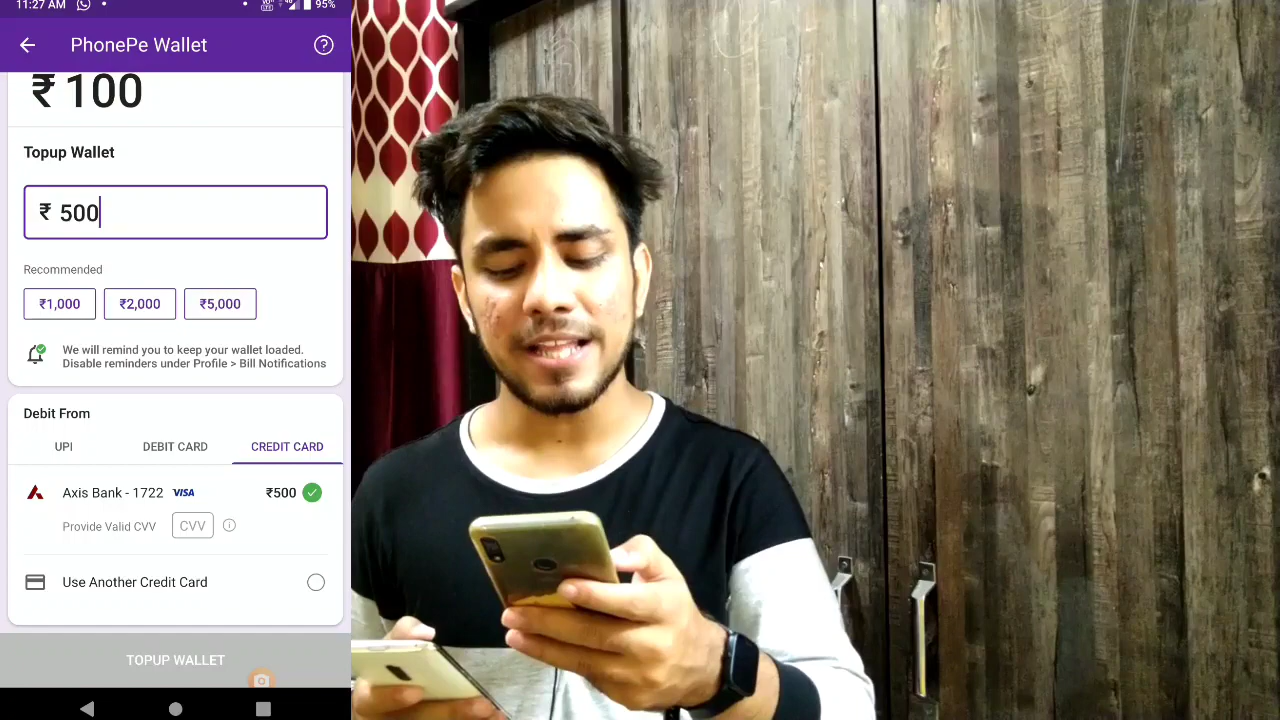 11:27 AM 95%
PhonePe Wallet
₹ 100
Topup Wallet
₹ 500
Recommended
₹1,000 ₹2,000 ₹5,000
We will remind you to keep your wallet loaded.
Disable reminders under Profile > Bill Notifications
Debit From
UPI DEBIT CARD CREDIT CARD
Axis Bank - 1722 VISA ₹500
Provide Valid CVV CVV
Use Another Credit Card
TOPUP WALLET